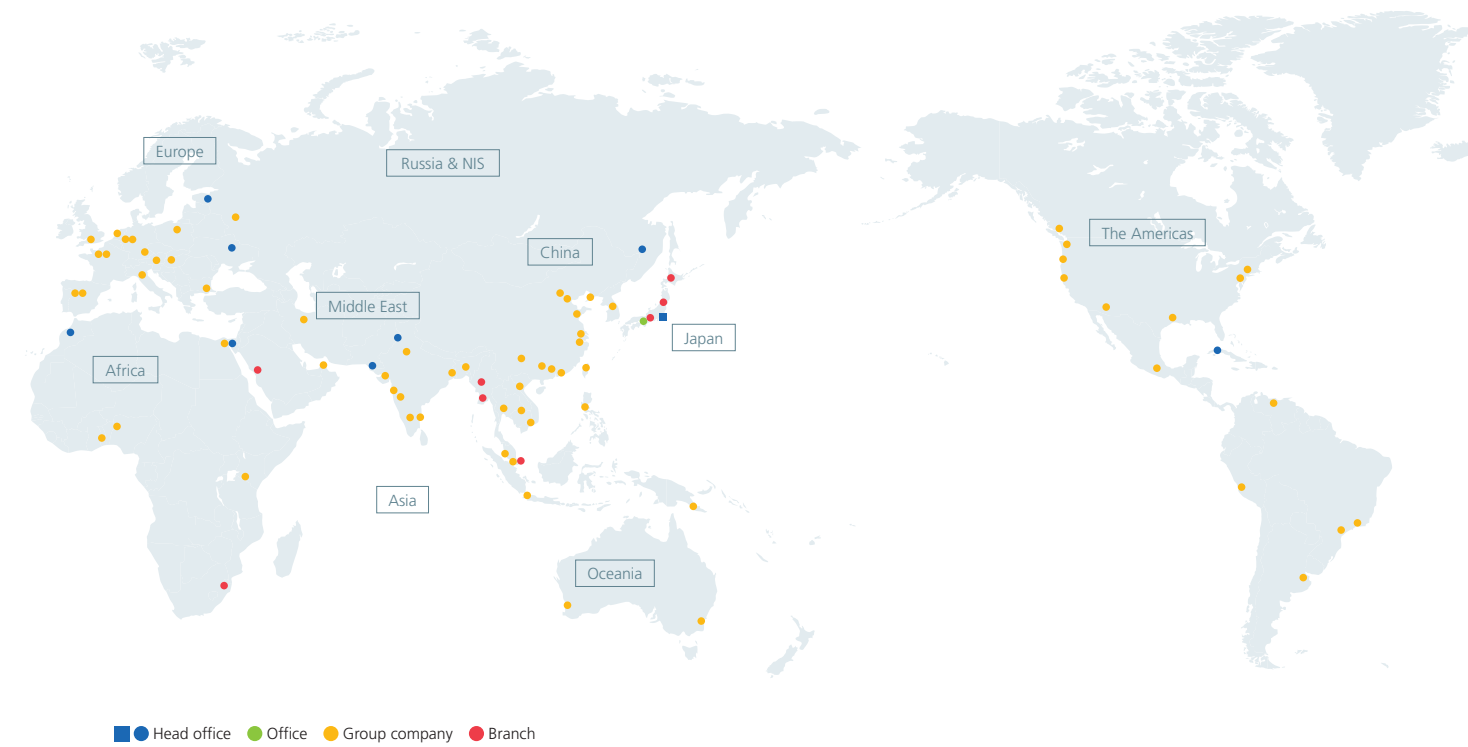 Europe
Russia & NIS
The Americas
China
Middle East
Japan
Africa
Asia
Oceania
Head office Office Group company Branch